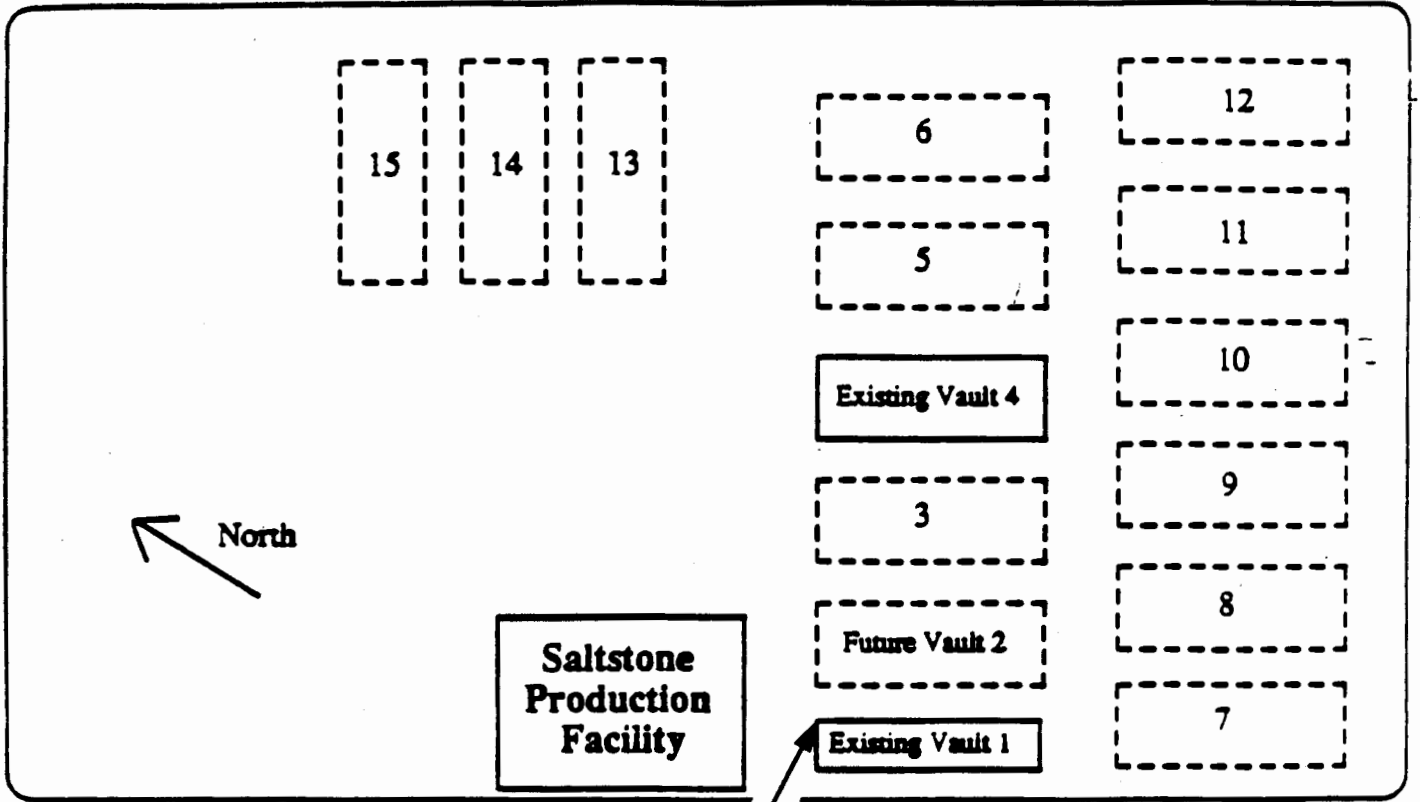 12
6
15
14
13
11
5
10
Existing Vault 4
9
3
North
8
Future Vault 2
Saltstone
Production
Facility
7
Existing Vault 1